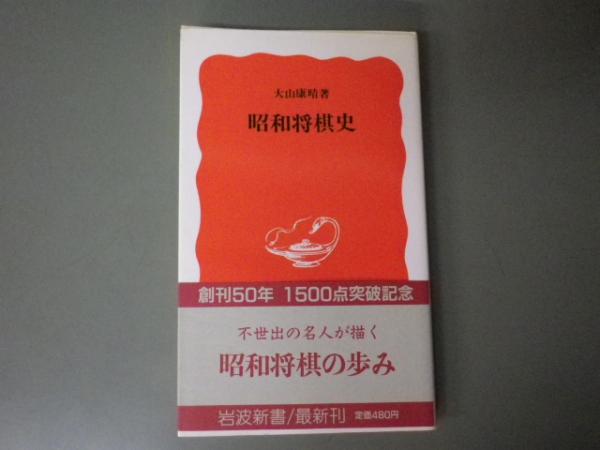 大山康晴著
昭和将棋史
創刊50年 1500点突破記念
不世出の名人が描く
昭和将棋の歩み
岩波新書/最新刊 定価480円